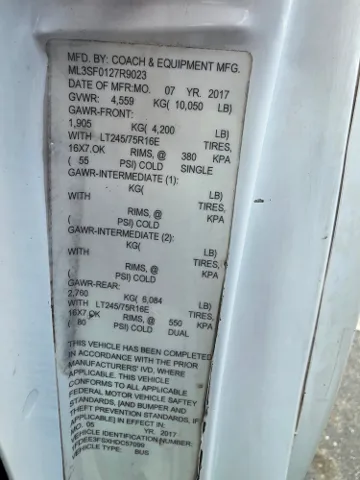 MFD. BY: COACH & EQUIPMENT MFG.
ML3SF0127R9023
DATE OF MFR:MO. 07 YR. 2017
GVWR: 4,559 KG( 10,050 LB)
GAWR-FRONT:
1,905 KG( 4,200 LB)
WITH LT245/75R16E TIRES,
16X7.OK RIMS, @ 380 KPA
( 55 PSI) COLD SINGLE
GAWR-INTERMEDIATE (1):
KG( LB)
WITH TIRES,
RIMS, @ KPA
( PSI) COLD
GAWR-INTERMEDIATE (2):
KG( LB)
WITH TIRES,
RIMS, @ KPA
( PSI) COLD
GAWR-REAR:
2,760 KG( 6,084 LB)
WITH LT245/75R16E TIRES,
16X7.OK RIMS, @ 550 KPA
( 80 PSI) COLD DUAL
THIS VEHICLE HAS BEEN COMPLETED
IN ACCORDANCE WITH THE PRIOR
MANUFACTURERS' IVD, WHERE
APPLICABLE. THIS VEHICLE
CONFORMS TO ALL APPLICABLE
FEDERAL MOTOR VEHICLE SAFTEY
STANDARDS, [AND BUMPER AND
THEFT PREVENTION STANDARDS, IF
APPLICABLE] IN EFFECT IN:
MO. 05 YR. 2017
VEHICLE IDENTIFICATION NUMBER:
BUS